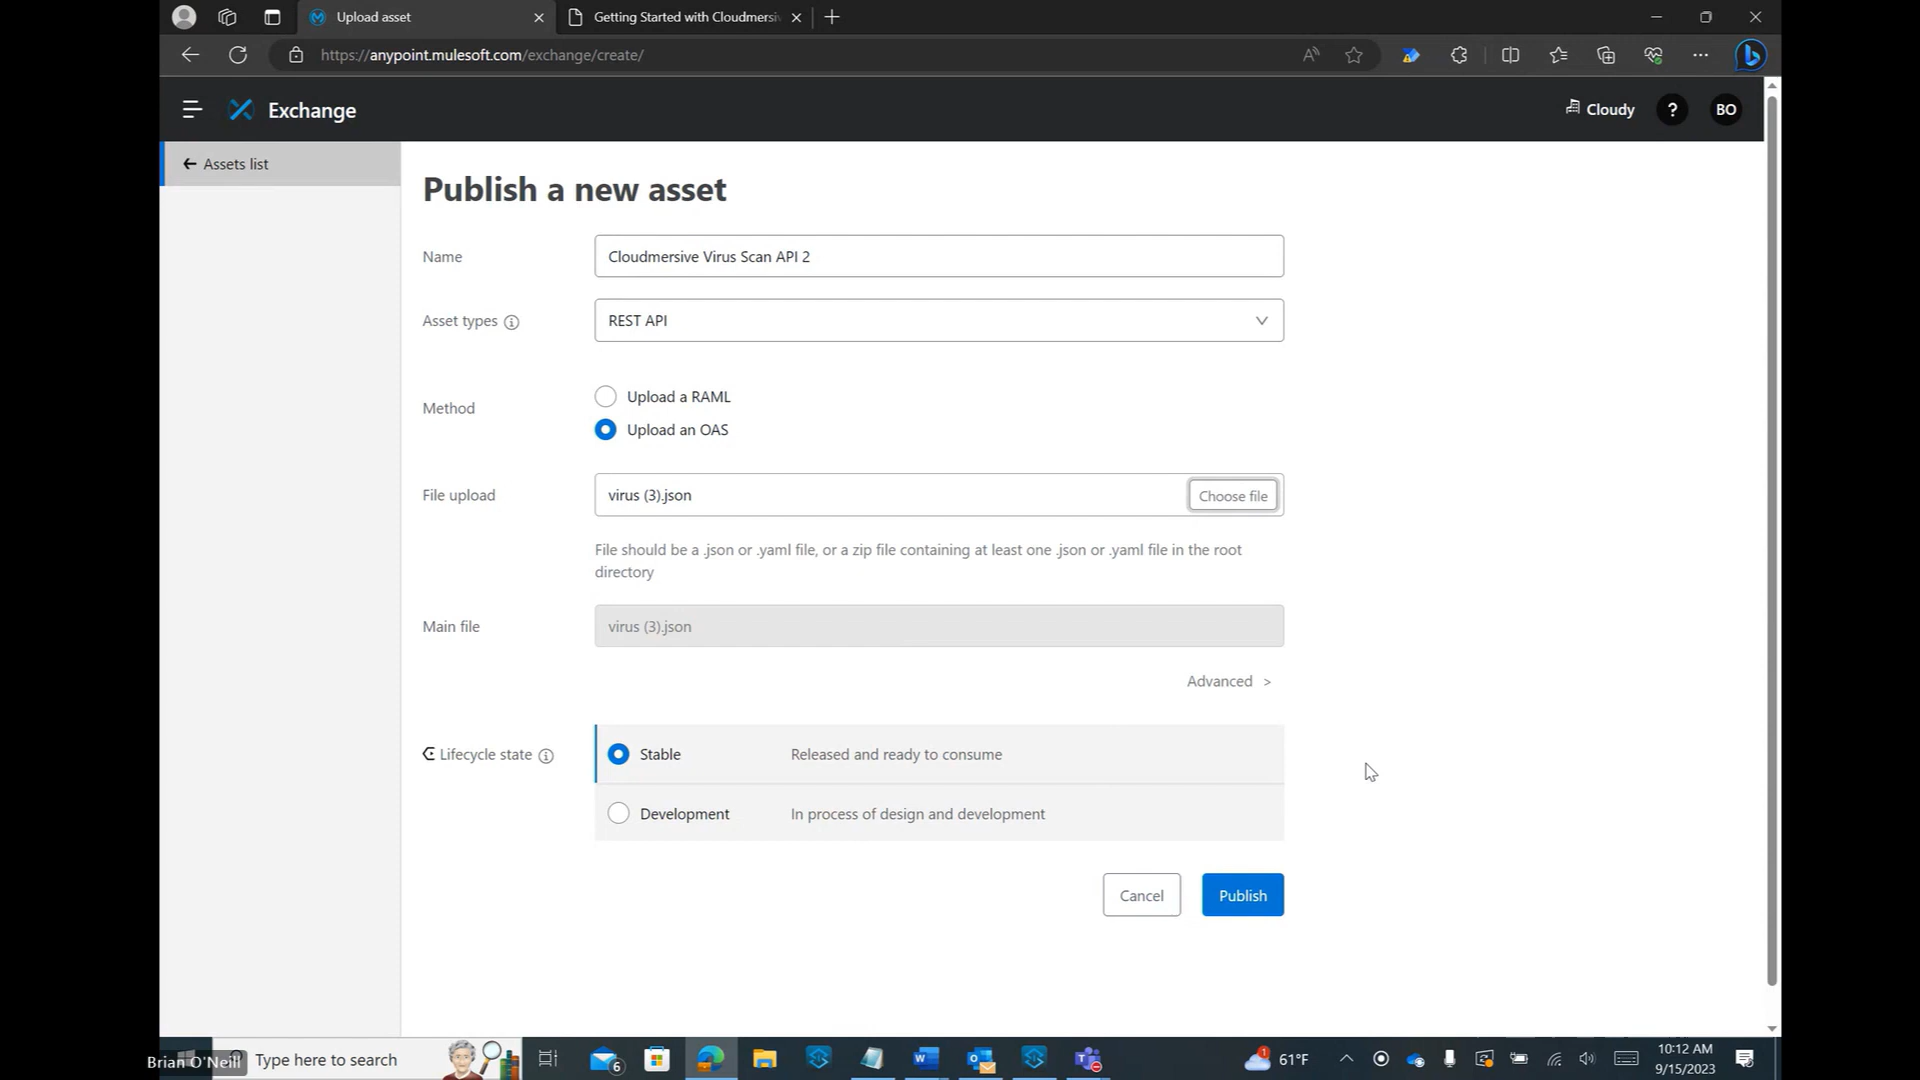 Upload asset
Getting Started with Cloudmersi
https://anypoint.mulesoft.com/exchange/create/
Exchange
Cloudy
?
BO
Assets list
Publish a new asset
Name
Cloudmersive Virus Scan API 2
Asset types
REST API
Method
Upload a RAML
Upload an OAS
File upload
virus (3).json
Choose file
File should be a .json or .yaml file, or a zip file containing at least one .json or .yaml file in the root
directory
Main file
virus (3).json
Advanced >
Lifecycle state
Stable
Released and ready to consume
Development
In process of design and development
Cancel
Publish
Brian O'Neill
Type here to search
6
1
61°F
10:12 AM
9/15/2023